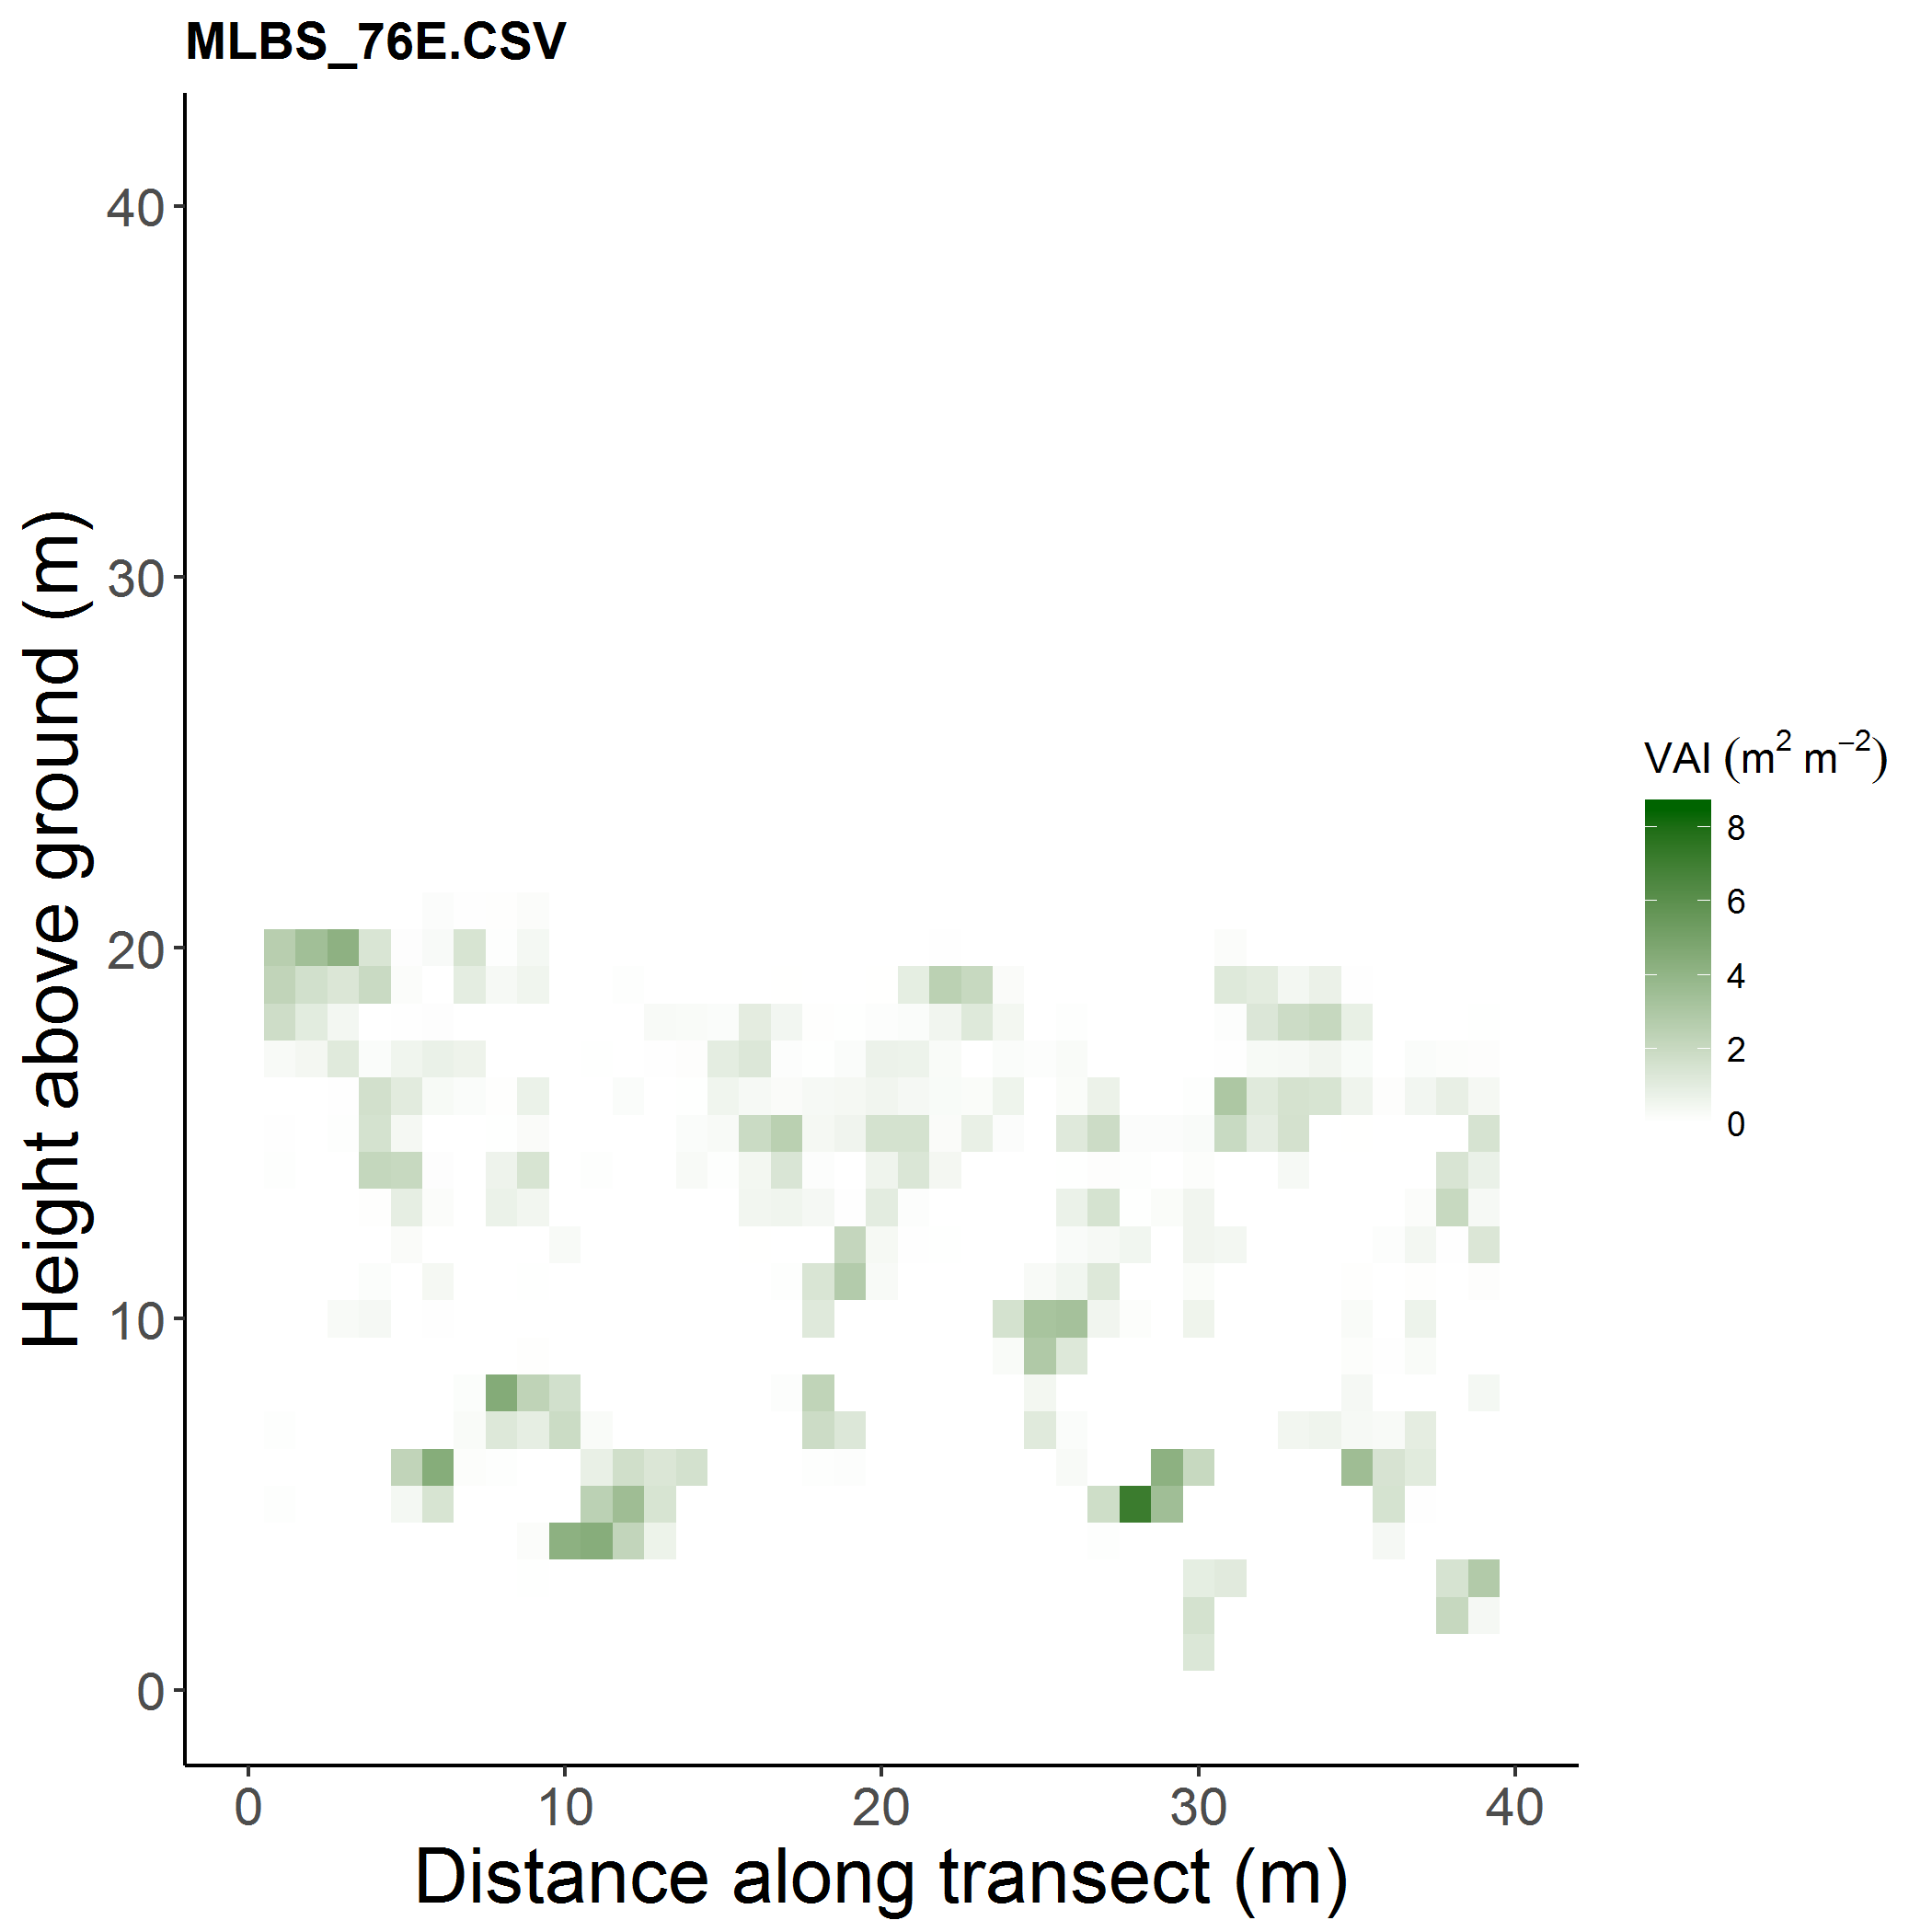 MLBS_76E.CSV
Height above ground (m)
40
30
20
10
0
0 10 20 30 40
Distance along transect (m)
VAI (m² m⁻²)
8
6
4
2
0